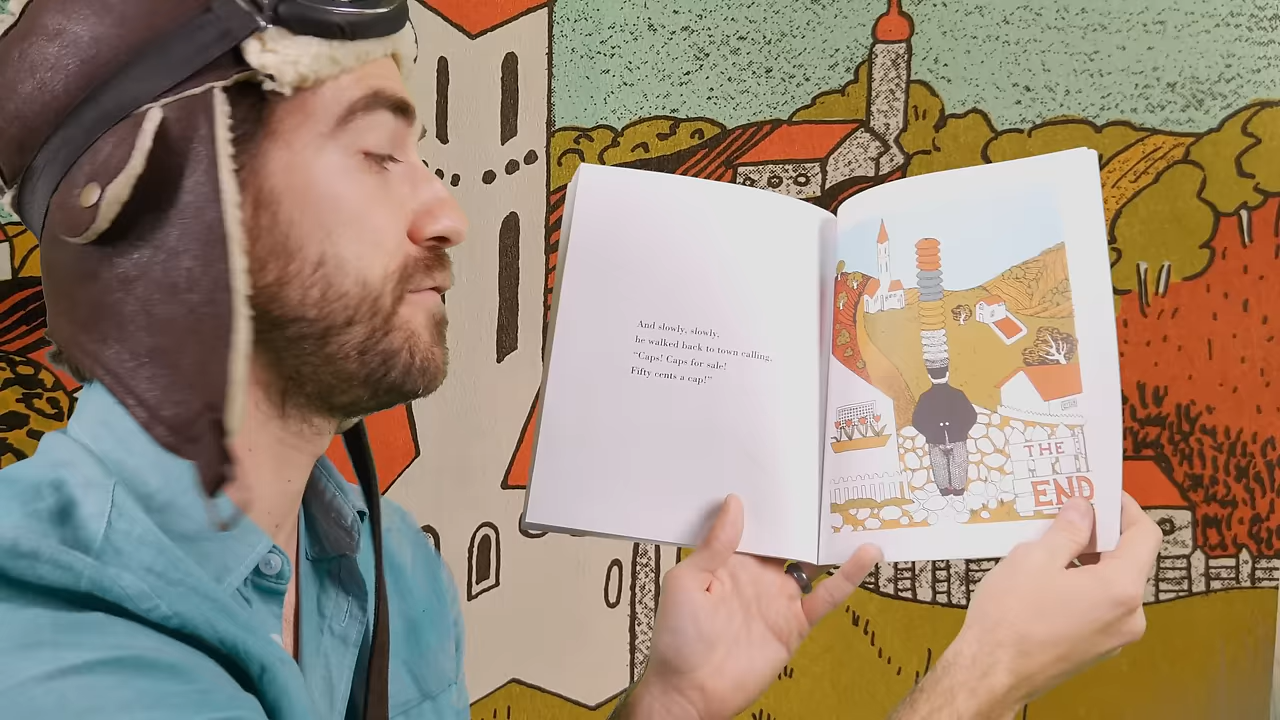 And slowly, slowly,
he walked back to town calling,
“Caps! Caps for sale!
Fifty cents a cap!”
THE
END